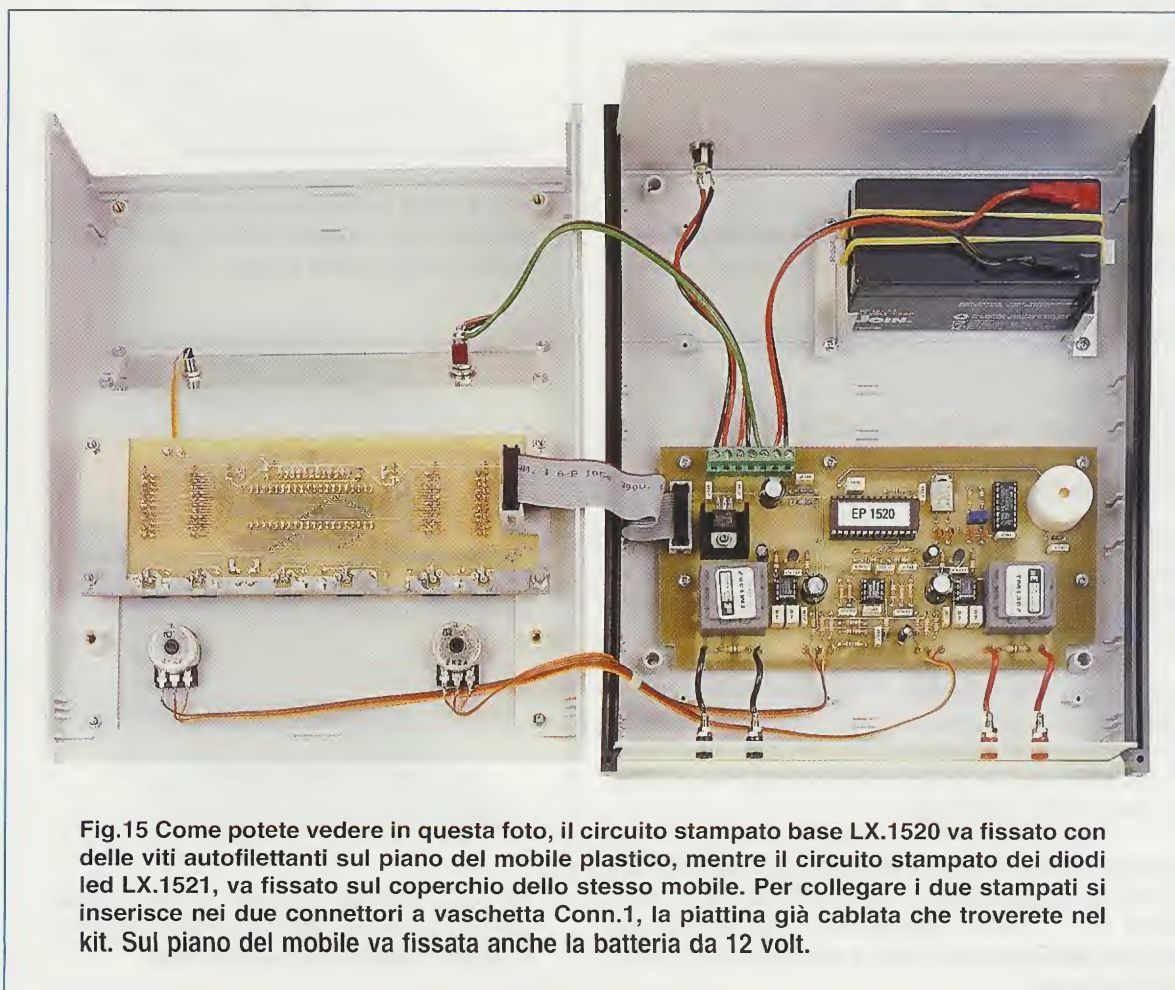 JOIN
EP 1520
Fig.15 Come potete vedere in questa foto, il circuito stampato base LX.1520 va fissato con
delle viti autofilettanti sul piano del mobile plastico, mentre il circuito stampato dei diodi
led LX.1521, va fissato sul coperchio dello stesso mobile. Per collegare i due stampati si
inserisce nei due connettori a vaschetta Conn.1, la piattina già cablata che troverete nel
kit. Sul piano del mobile va fissata anche la batteria da 12 volt.